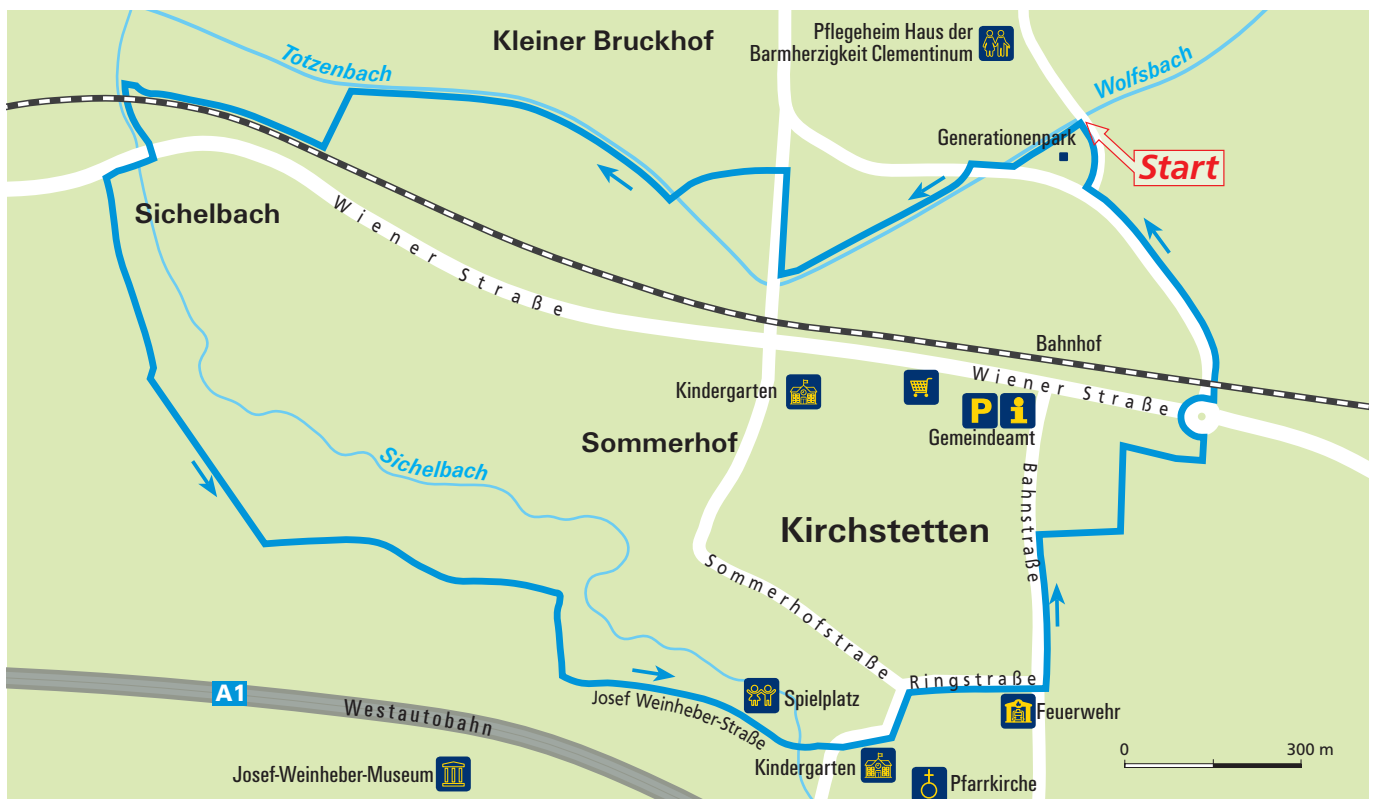 Kleiner Bruckhof
Pflegeheim Haus der
Barmherzigkeit Clementinum
Totzenbach
Wolfsbach
Generationenpark
Start
Sichelbach
Wiener Straße
Bahnhof
Wiener Straße
Kindergarten
P i
Gemeindeamt
Sommerhof
Sichelbach
Kirchstetten
Bahnstraße
Sommerhofstraße
Ringstraße
A1
Westautobahn
Josef Weinheber-Straße
Spielplatz
Feuerwehr
0 300 m
Josef-Weinheber-Museum
Kindergarten
Pfarrkirche